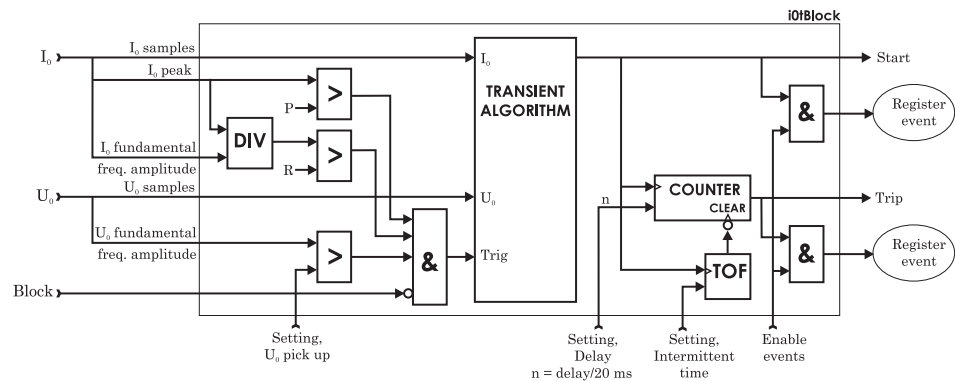 i0tBlock
I₀
I₀ samples
I₀
Start
I₀ peak
>
P
TRANSIENT
ALGORITHM
&
Register
event
DIV
>
R
I₀ fundamental
freq. amplitude
U₀
U₀ samples
U₀
n
COUNTER
CLEAR
Trip
U₀ fundamental
freq. amplitude
>
&
Trig
TOF
&
Register
event
Block
Setting,
U₀ pick up
Setting,
Delay
n = delay/20 ms
Setting,
Intermittent
time
Enable
events